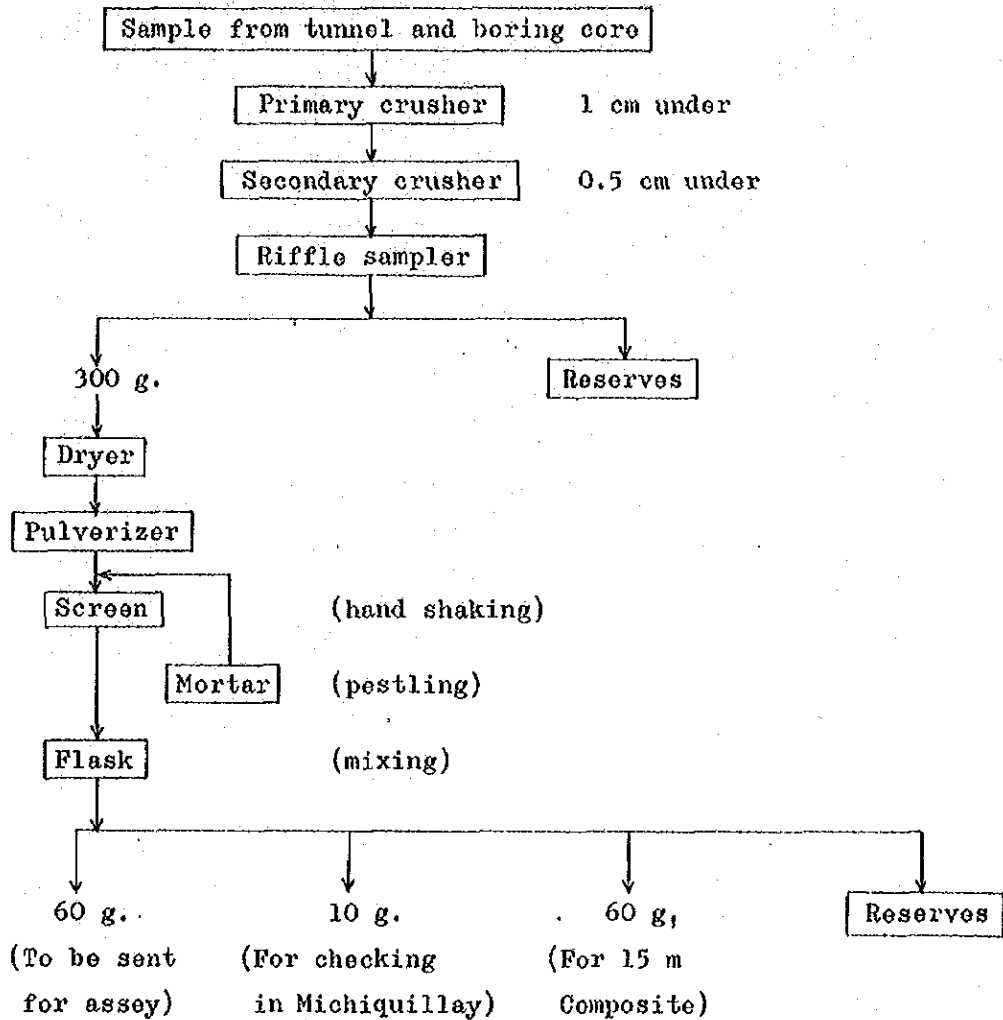 Sample from tunnel and boring core
Primary crusher 1 cm under
Secondary crusher 0.5 cm under
Riffle sampler
300 g. Reserves
Dryer
Pulverizer
Screen (hand shaking)
Mortar (pestling)
Flask (mixing)
60 g. 10 g. 60 g, Reserves
(To be sent (For checking (For 15 m
for assey) in Michiquillay) Composite)